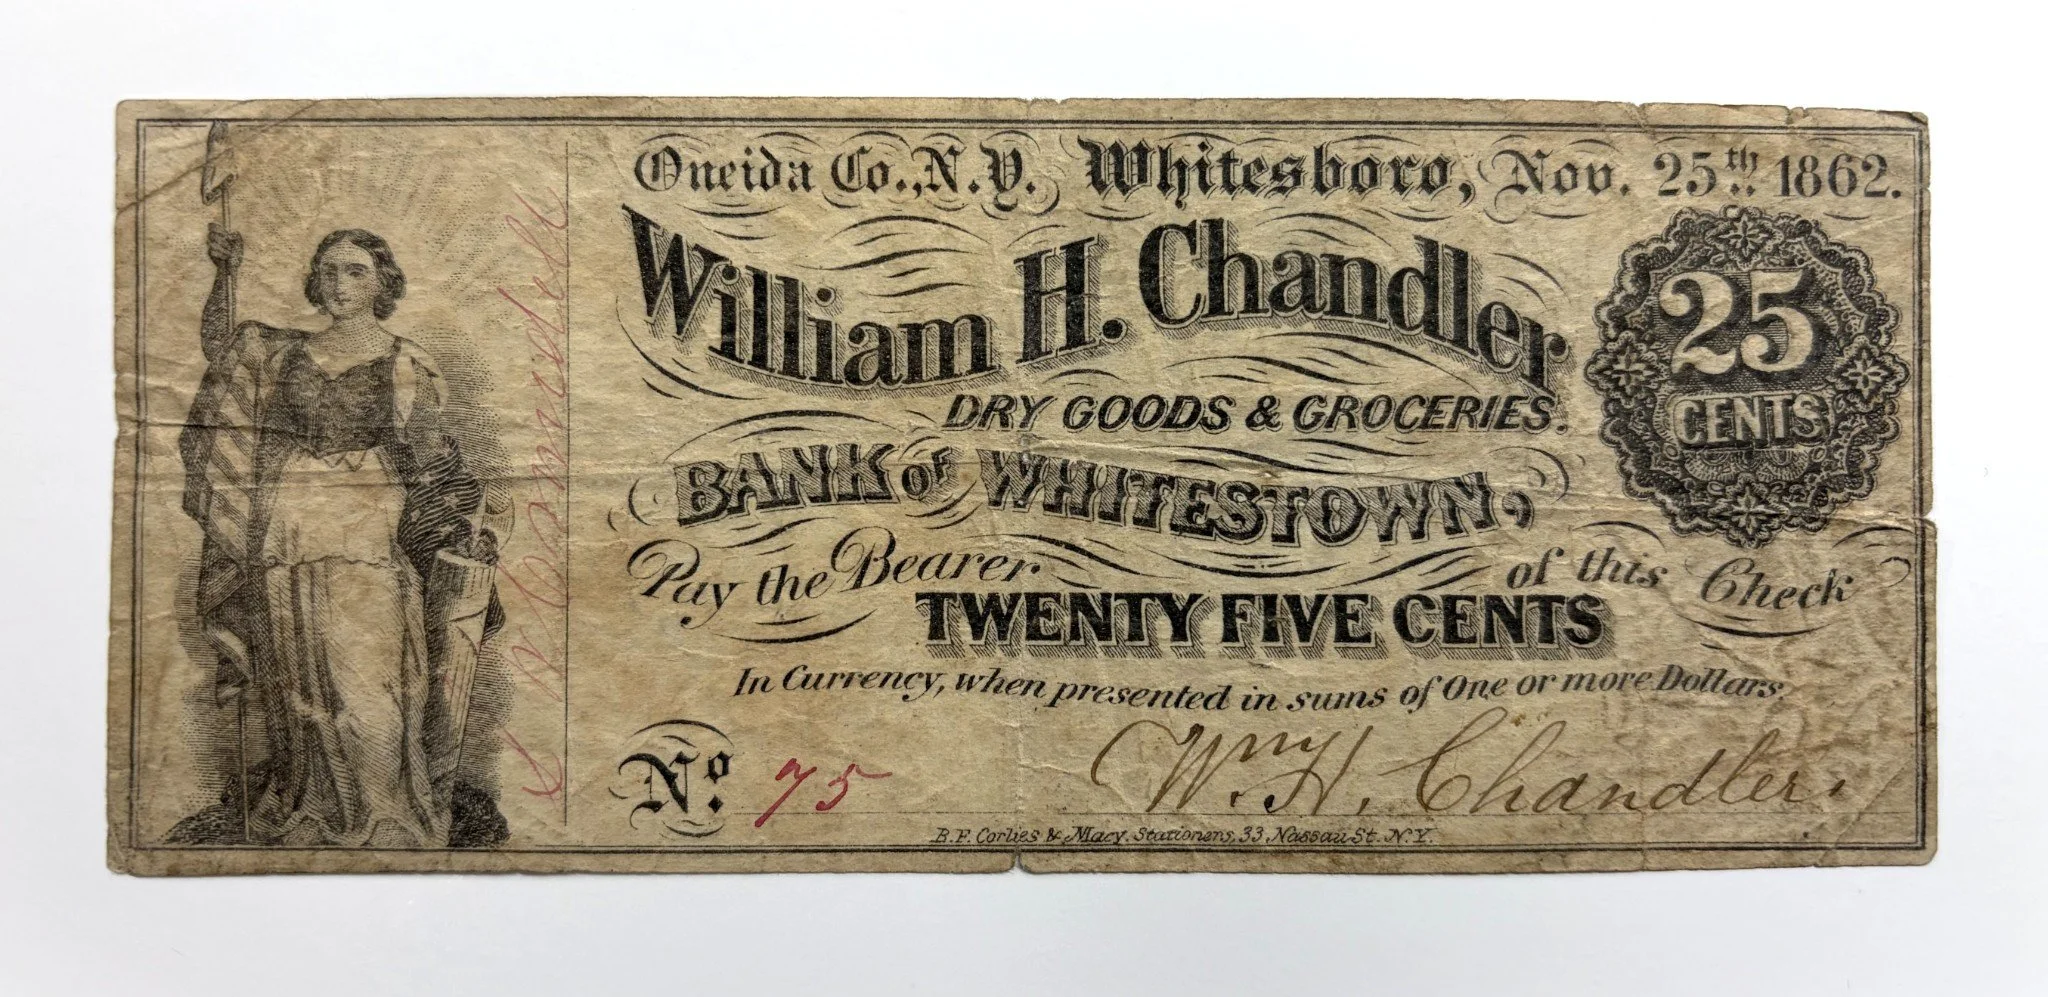 Oneida Co., N.Y. Whitesboro, Nov. 25th 1862.
William H. Chandler
DRY GOODS & GROCERIES.
25
CENTS
BANK OF WHITESTOWN,
Pay the Bearer of this Check
TWENTY FIVE CENTS
In Currency, when presented in sums of One or more Dollars,
No. 75
Wm H. Chandler.
B.F. Corlies & Macy, Stationers, 33, Nassau St. N.Y.